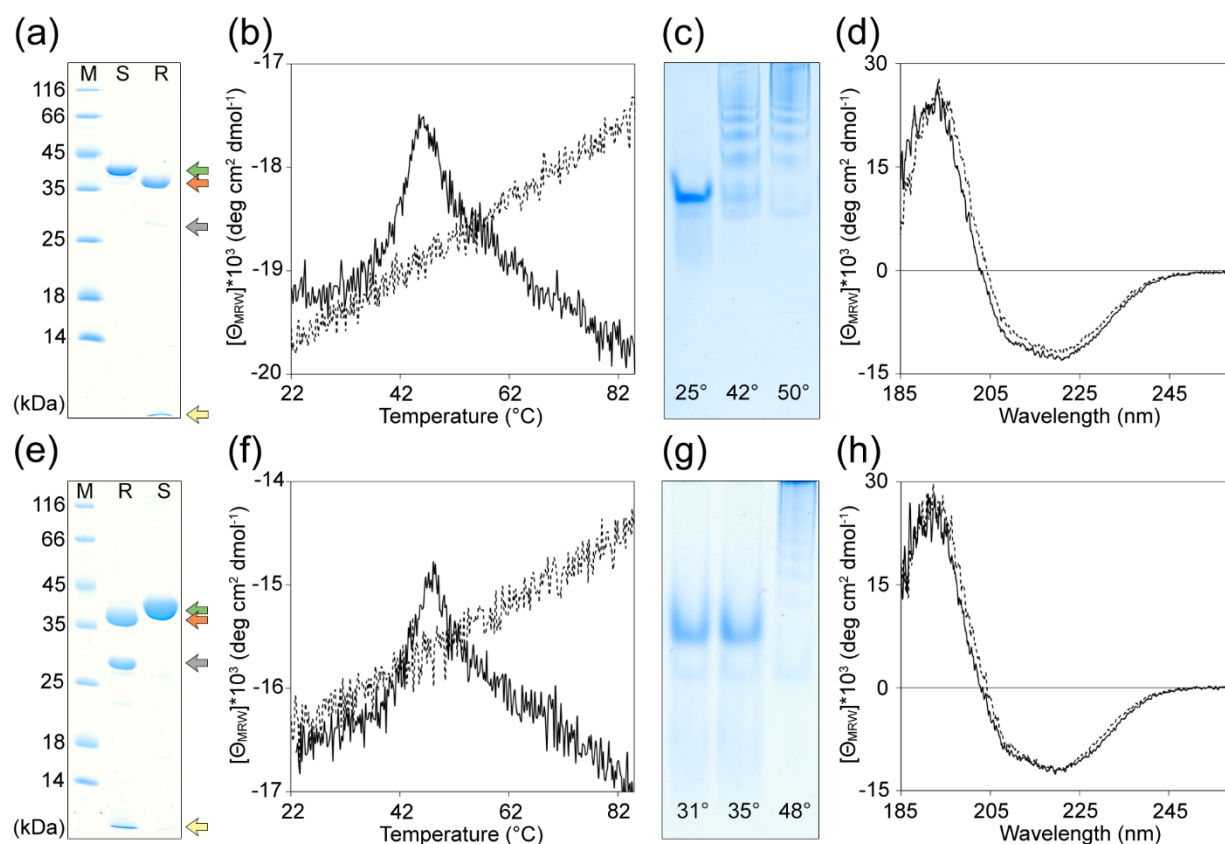 (a)
M S R
116
66
45
35
25
18
14
(kDa)
(b)
[ΘMRW]*10³ (deg cm² dmol⁻¹)
-17
-18
-19
-20
22 42 62 82
Temperature (°C)
(c)
25° 42° 50°
(d)
[ΘMRW]*10³ (deg cm² dmol⁻¹)
30
15
0
-15
185 205 225 245
Wavelength (nm)
(e)
M R S
116
66
45
35
25
18
14
(kDa)
(f)
[ΘMRW]*10³ (deg cm² dmol⁻¹)
-14
-15
-16
-17
22 42 62 82
Temperature (°C)
(g)
31° 35° 48°
(h)
[ΘMRW]*10³ (deg cm² dmol⁻¹)
30
15
0
-15
185 205 225 245
Wavelength (nm)